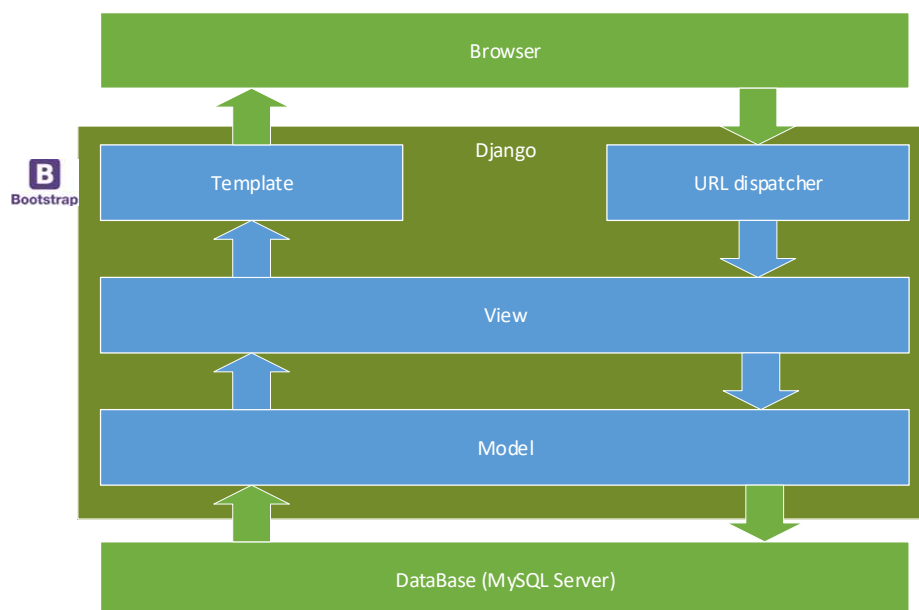 Browser
Django
Template
URL dispatcher
B
Bootstrap
View
Model
DataBase (MySQL Server)